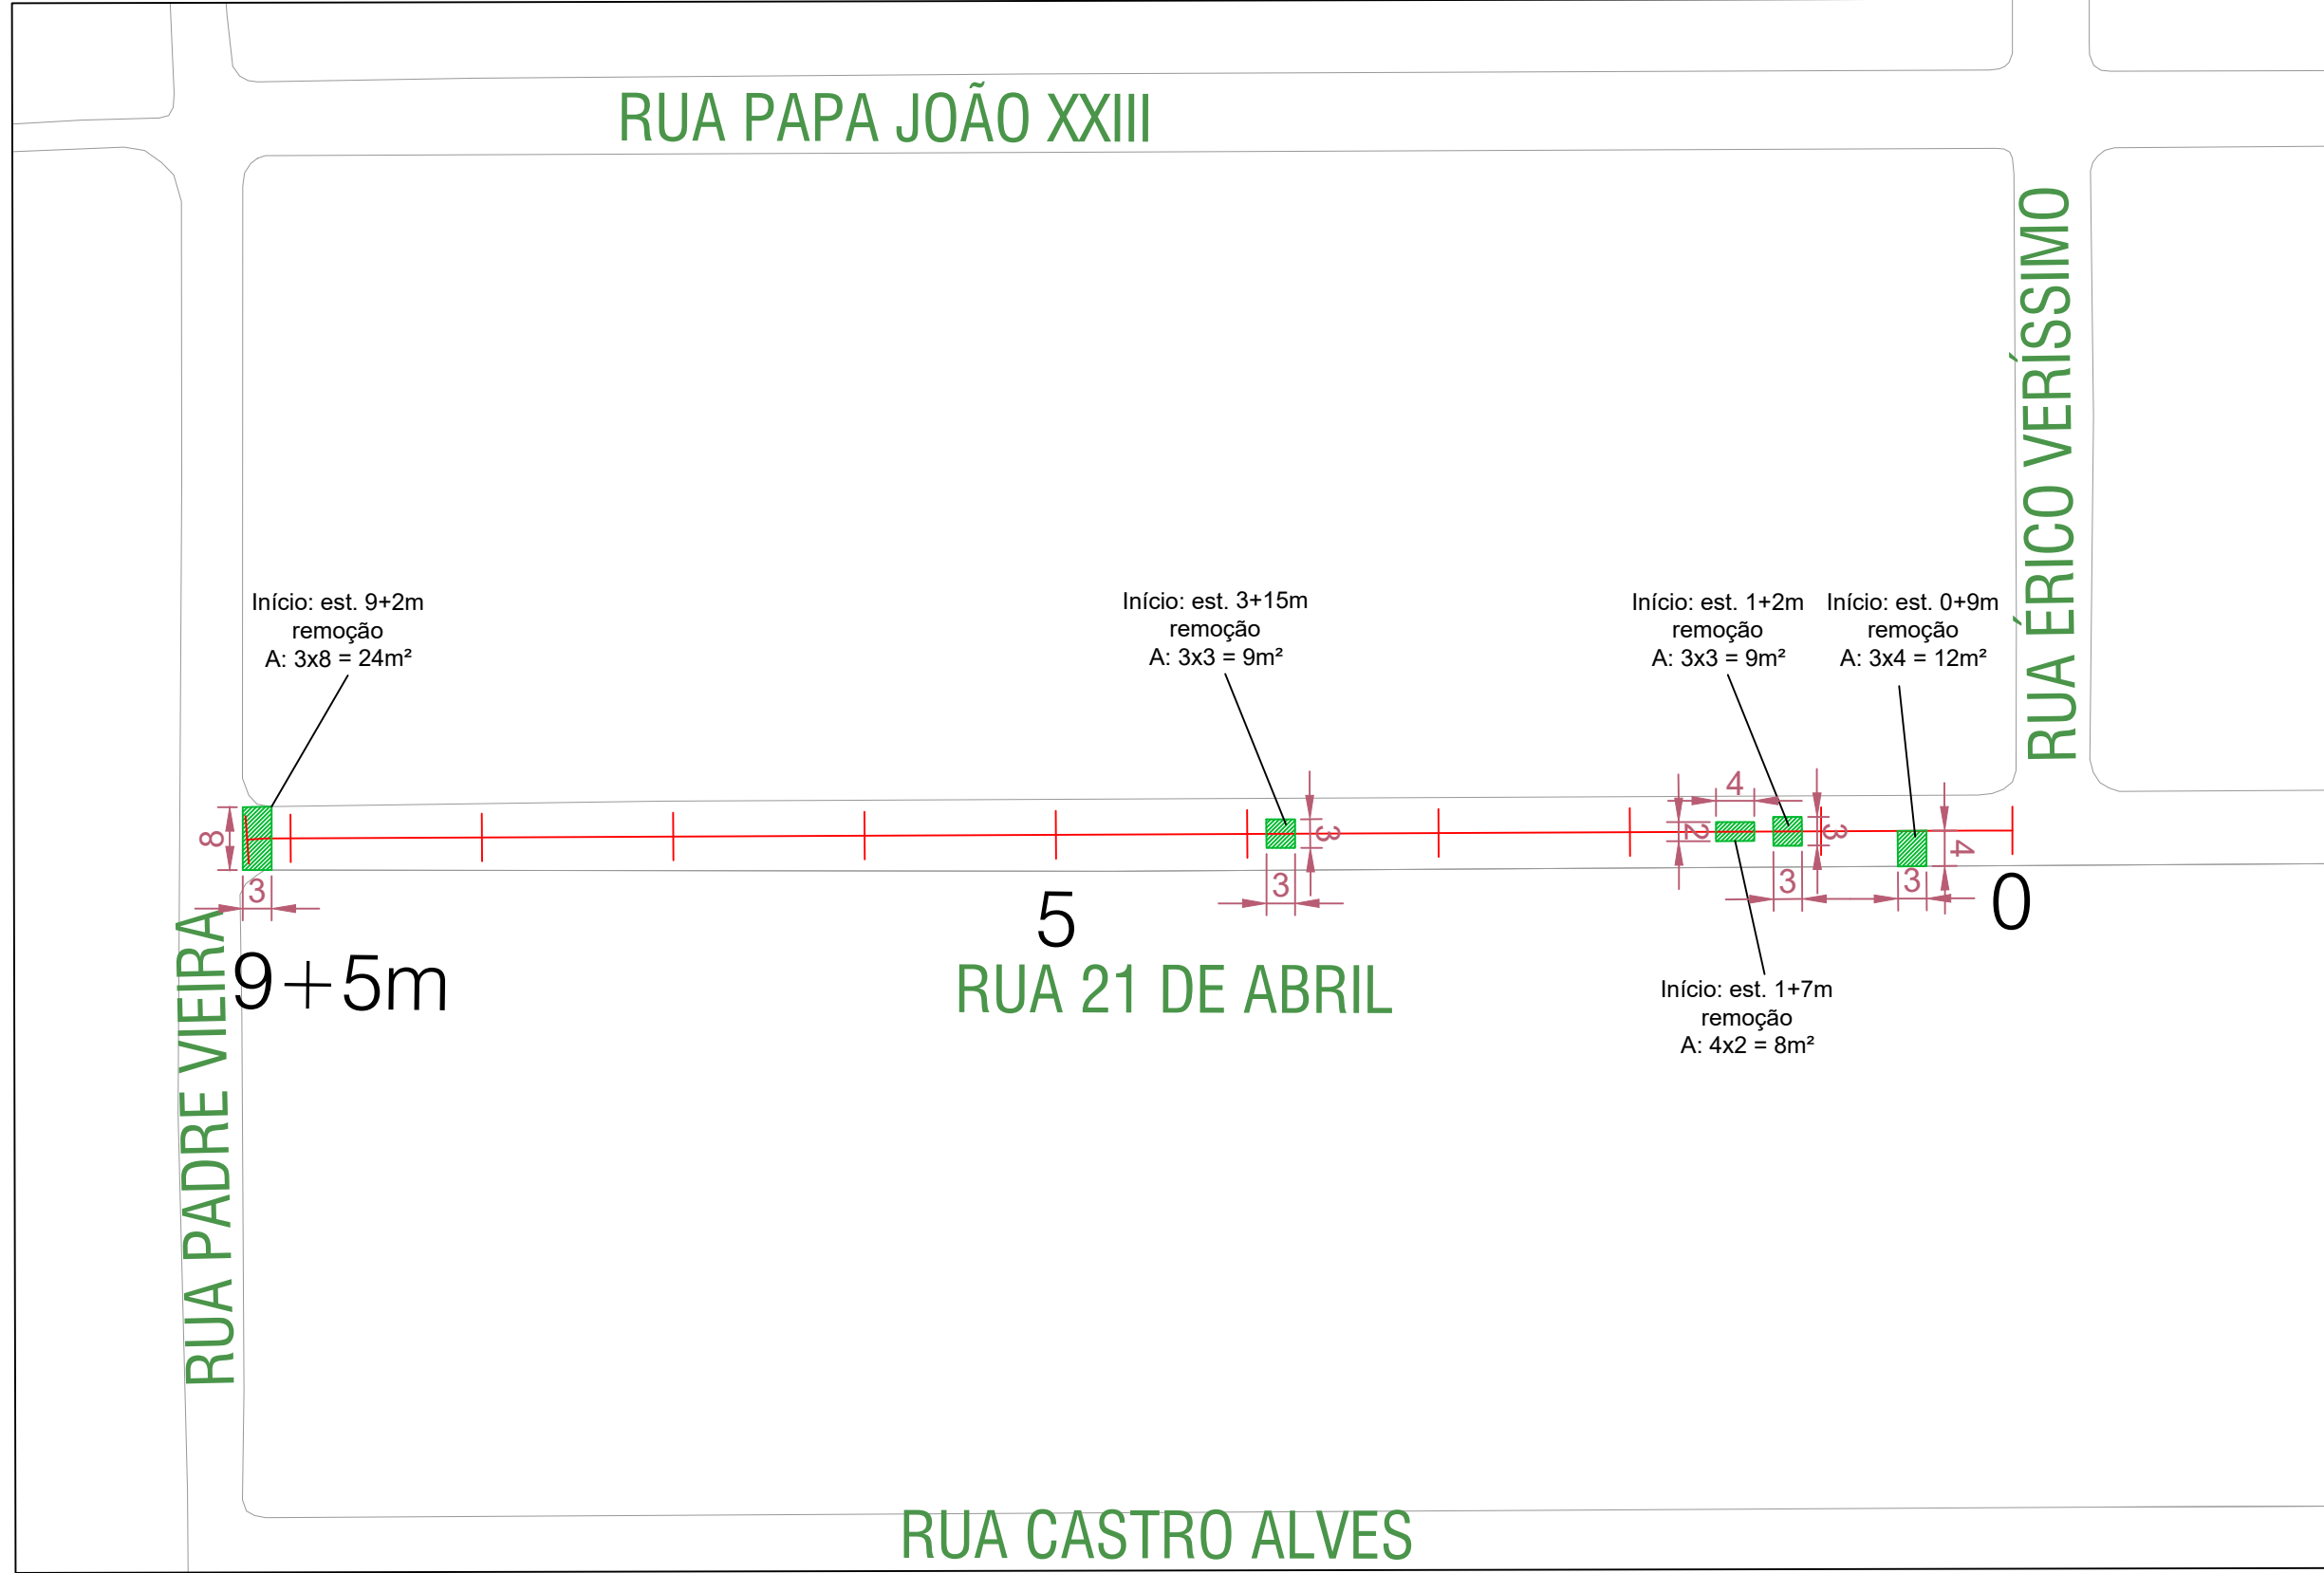 RUA PAPA JOÃO XXIII
RUA ÉRICO VERÍSSIMO
Início: est. 9+2m
remoção
A: 3x8 = 24m²
Início: est. 3+15m
remoção
A: 3x3 = 9m²
Início: est. 1+2m
remoção
A: 3x3 = 9m²
Início: est. 0+9m
remoção
A: 3x4 = 12m²
8
3
3
3
4
2
3
3
4
3
9+5m
5
0
RUA 21 DE ABRIL
Início: est. 1+7m
remoção
A: 4x2 = 8m²
RUA PADRE VIEIRA
RUA CASTRO ALVES